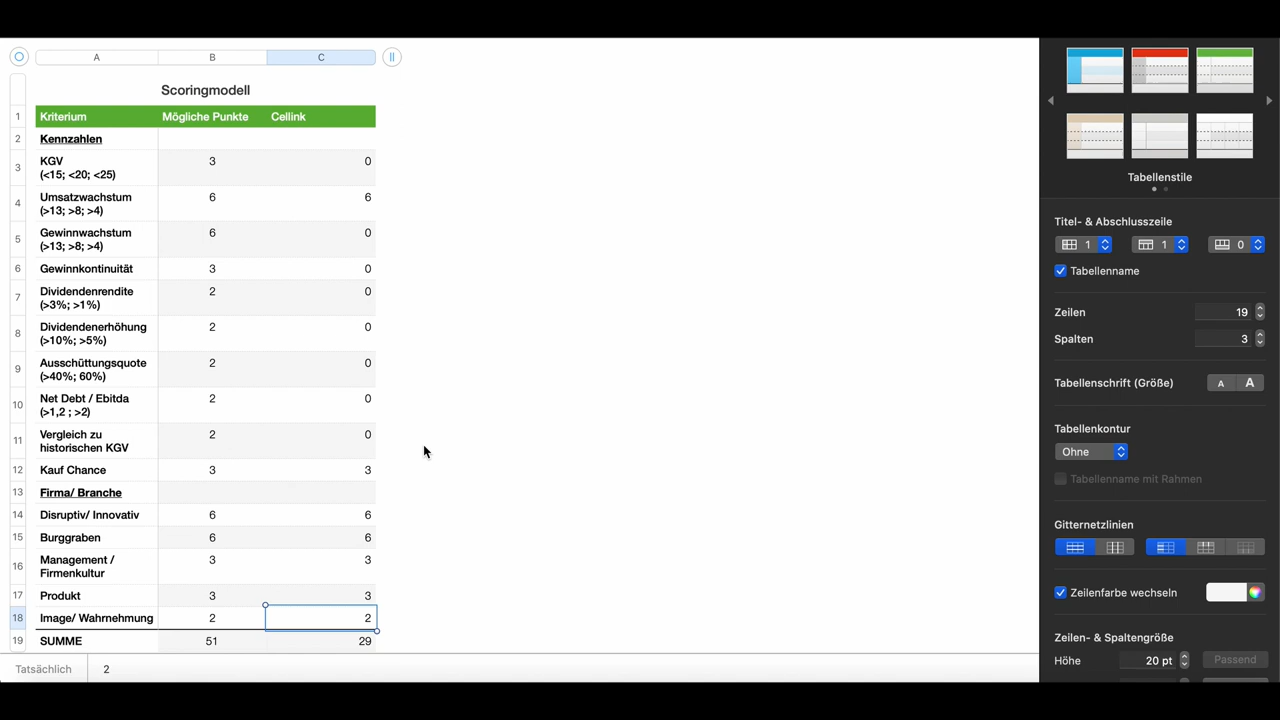 A B C
Scoringmodell
1 Kriterium Mögliche Punkte Cellink
2 Kennzahlen
3 KGV 3 0
(<15; <20; <25)
4 Umsatzwachstum 6 6
(>13; >8; >4)
5 Gewinnwachstum 6 0
(>13; >8; >4)
6 Gewinnkontinuität 3 0
7 Dividendenrendite 2 0
(>3%; >1%)
8 Dividendenerhöhung 2 0
(>10%; >5%)
9 Ausschüttungsquote 2 0
(>40%; 60%)
10 Net Debt / Ebitda 2 0
(>1,2 ; >2)
11 Vergleich zu 2 0
historischen KGV
12 Kauf Chance 3 3
13 Firma/ Branche
14 Disruptiv/ Innovativ 6 6
15 Burggraben 6 6
16 Management / 3 3
Firmenkultur
17 Produkt 3 3
18 Image/ Wahrnehmung 2 2
19 SUMME 51 29
Tatsächlich 2
Tabellenstile
Titel- & Abschlusszeile
1 1 0
Tabellenname
Zeilen 19
Spalten 3
Tabellenschrift (Größe) A A
Tabellenkontur
Ohne
Tabellenname mit Rahmen
Gitternetzlinien
Zeilenfarbe wechseln
Zeilen- & Spaltengröße
Höhe 20 pt Passend